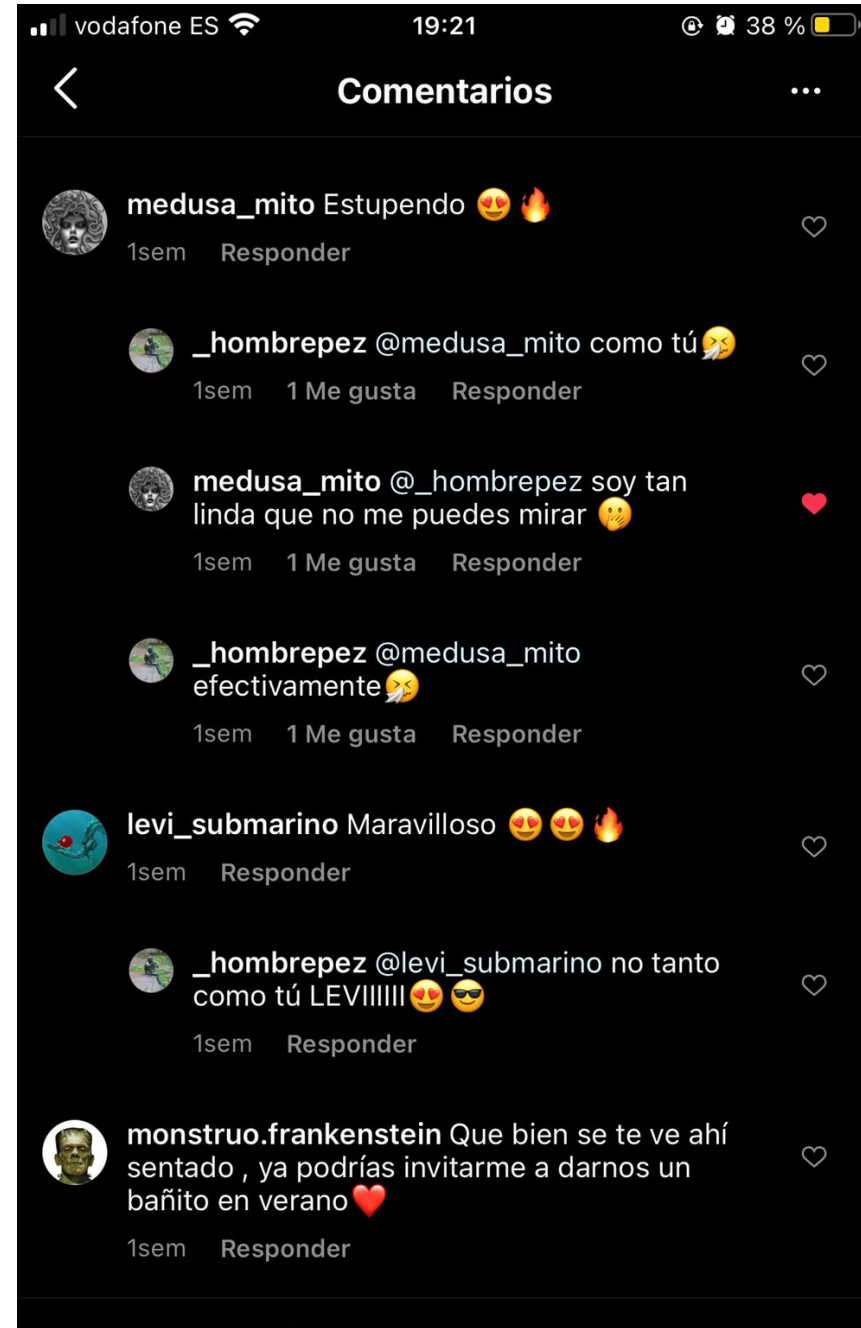 vodafone ES 19:21 38 %
Comentarios
medusa_mito Estupendo 😍🔥
1sem Responder
_hombrepez @medusa_mito como tú🤧
1sem 1 Me gusta Responder
medusa_mito @_hombrepez soy tan
linda que no me puedes mirar 🤭
1sem 1 Me gusta Responder
_hombrepez @medusa_mito
efectivamente🤧
1sem 1 Me gusta Responder
levi_submarino Maravilloso 😍😍🔥
1sem Responder
_hombrepez @levi_submarino no tanto
como tú LEVIIIIII😍😎
1sem Responder
monstruo.frankenstein Que bien se te ve ahí
sentado , ya podrías invitarme a darnos un
bañito en verano❤️
1sem Responder